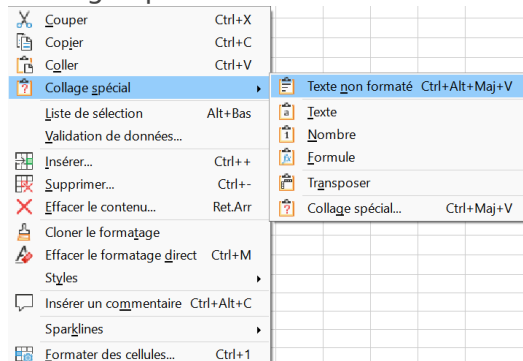 Couper Ctrl+X
Copier Ctrl+C
Coller Ctrl+V
Collage spécial
Liste de sélection Alt+Bas
Validation de données...
Insérer... Ctrl++
Supprimer... Ctrl+-
Effacer le contenu... Ret.Arr
Cloner le formatage
Effacer le formatage direct Ctrl+M
Styles
Insérer un commentaire Ctrl+Alt+C
Sparklines
Formater des cellules... Ctrl+1
Texte non formaté Ctrl+Alt+Maj+V
Texte
Nombre
Formule
Transposer
Collage spécial... Ctrl+Maj+V